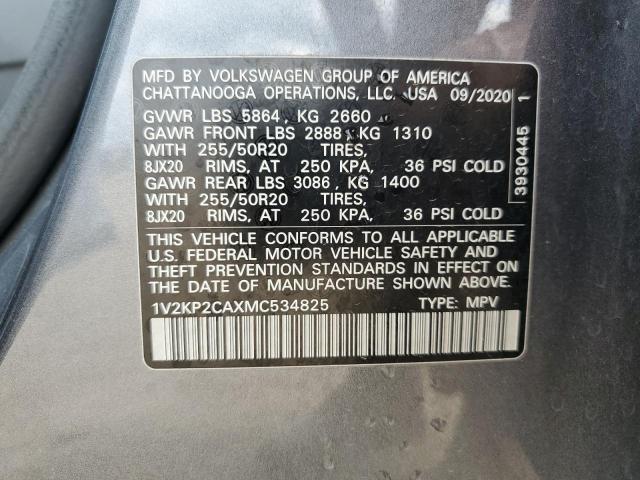 MFD BY VOLKSWAGEN GROUP OF AMERICA
CHATTANOOGA OPERATIONS, LLC. USA 09/2020
GVWR LBS 5864, KG 2660
GAWR FRONT LBS 2888, KG 1310
WITH 255/50R20 TIRES,
8JX20 RIMS, AT 250 KPA, 36 PSI COLD
GAWR REAR LBS 3086, KG 1400
WITH 255/50R20 TIRES,
8JX20 RIMS, AT 250 KPA, 36 PSI COLD
THIS VEHICLE CONFORMS TO ALL APPLICABLE
U.S. FEDERAL MOTOR VEHICLE SAFETY AND
THEFT PREVENTION STANDARDS IN EFFECT ON
THE DATE OF MANUFACTURE SHOWN ABOVE.
1V2KP2CAXMC534825 TYPE: MPV
3930445 1